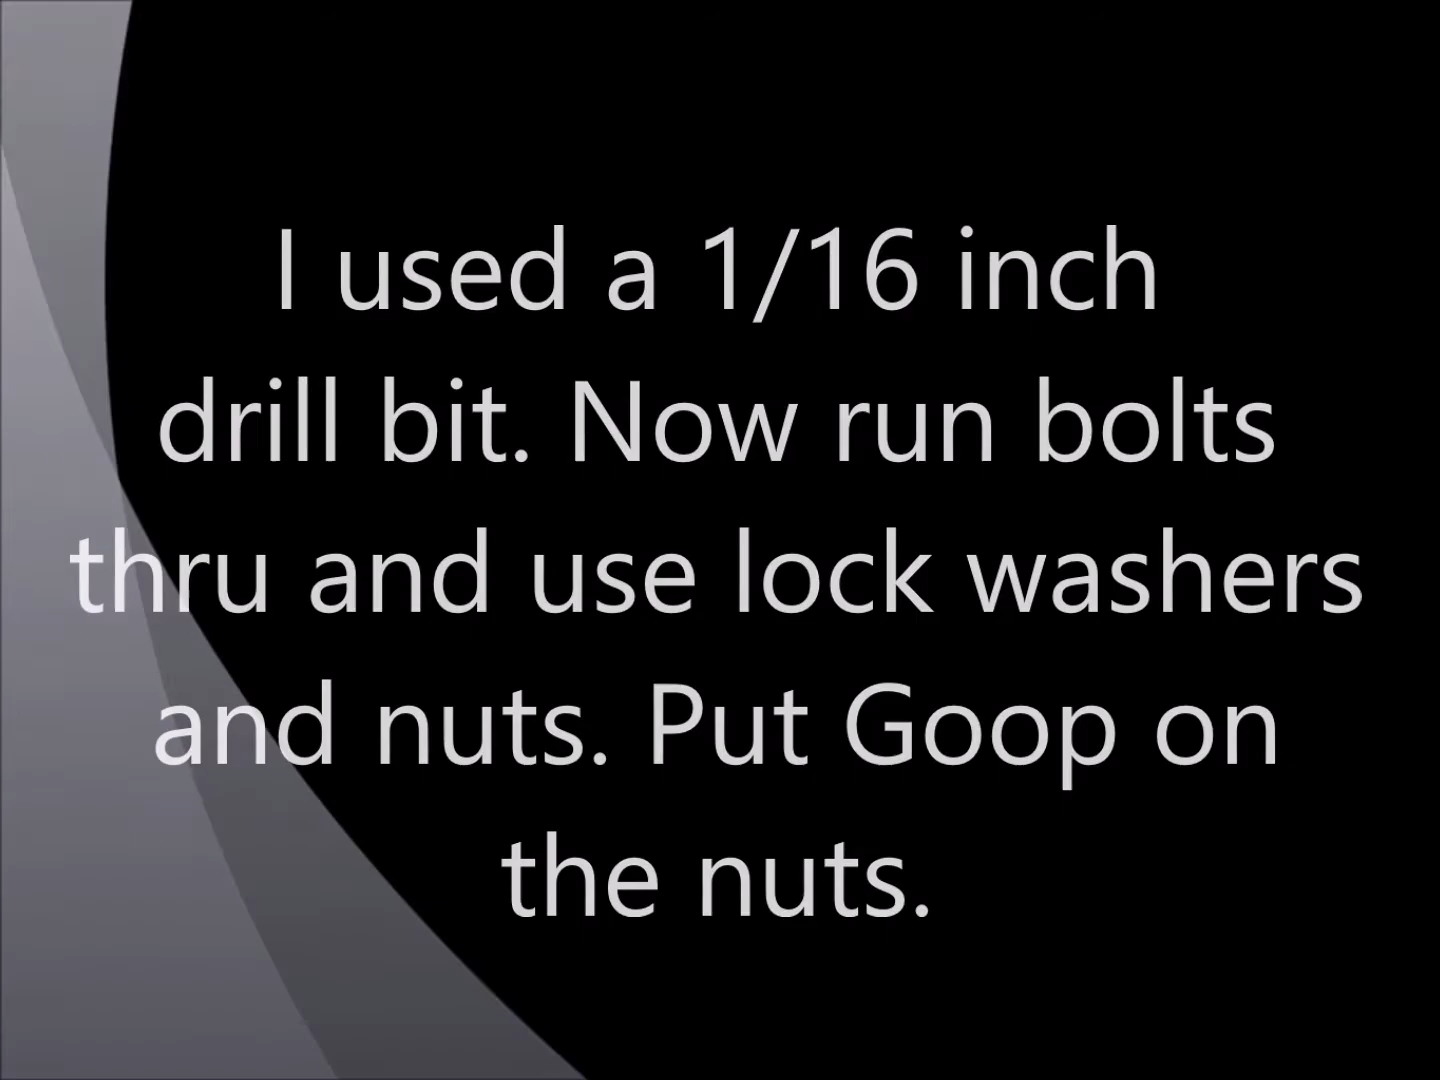 I used a 1/16 inch
drill bit. Now run bolts
thru and use lock washers
and nuts. Put Goop on
the nuts.